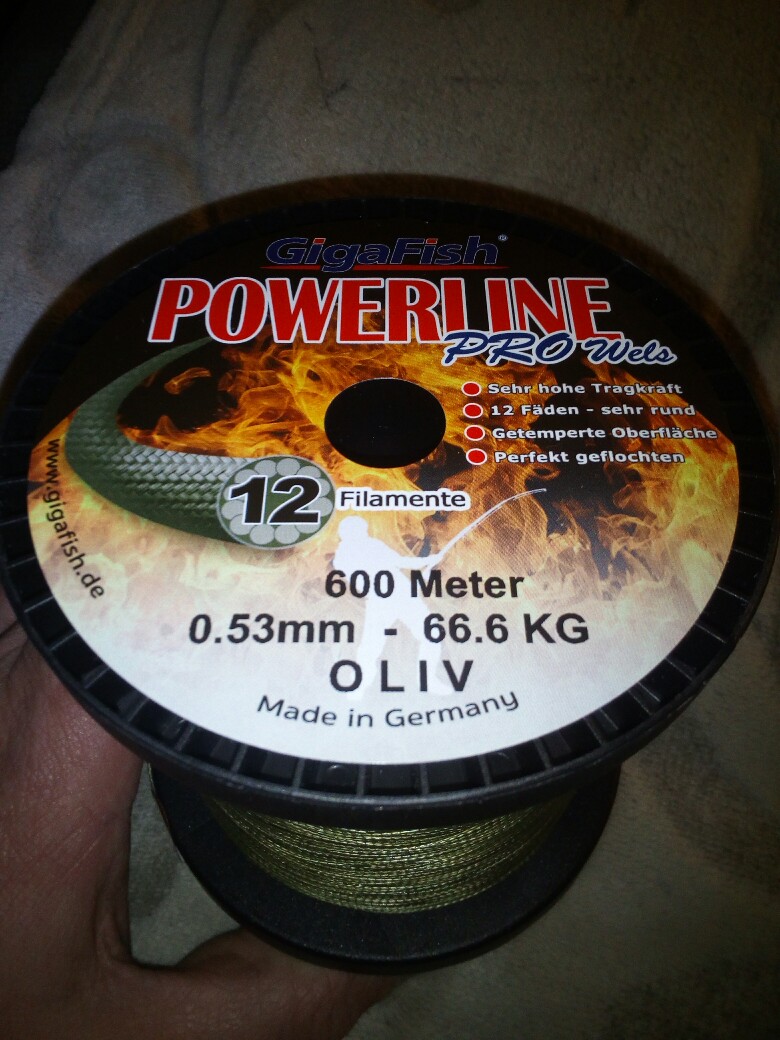 GigaFish®
POWERLINE
PRO Wels
Sehr hohe Tragkraft
12 Fäden - sehr rund
Getemperte Oberfläche
Perfekt geflochten
www.gigafish.de
12 Filamente
600 Meter
0.53mm - 66.6 KG
OLIV
Made in Germany